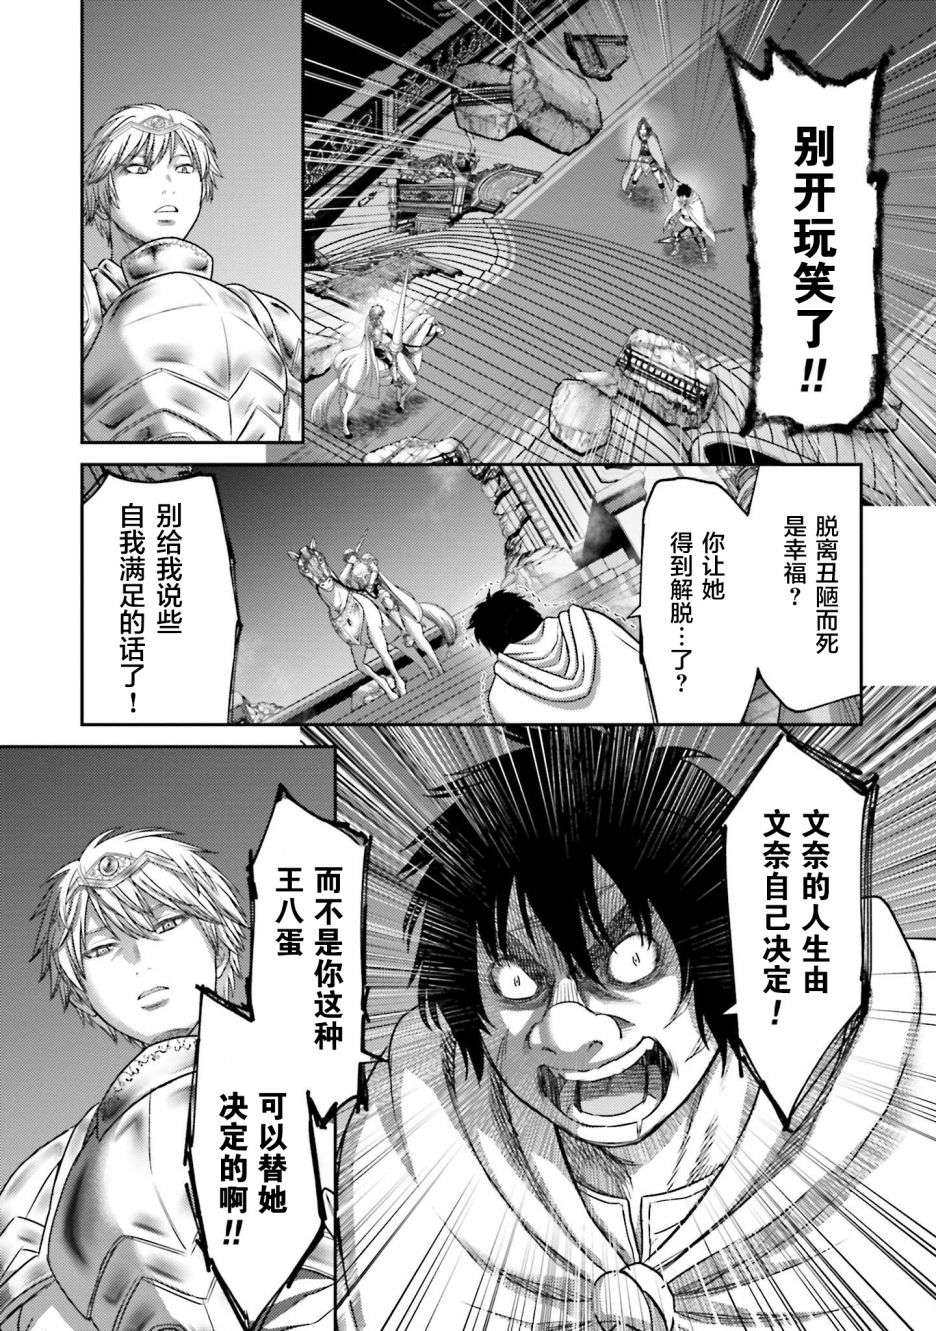 别开玩笑了!!
脱离丑陋而死
是幸福?
你让她
得到解脱…了?
别给我说些
自我满足的话了!
文奈的人生由
文奈自己决定!
而不是你这种
王八蛋
可以替她
决定的啊!!